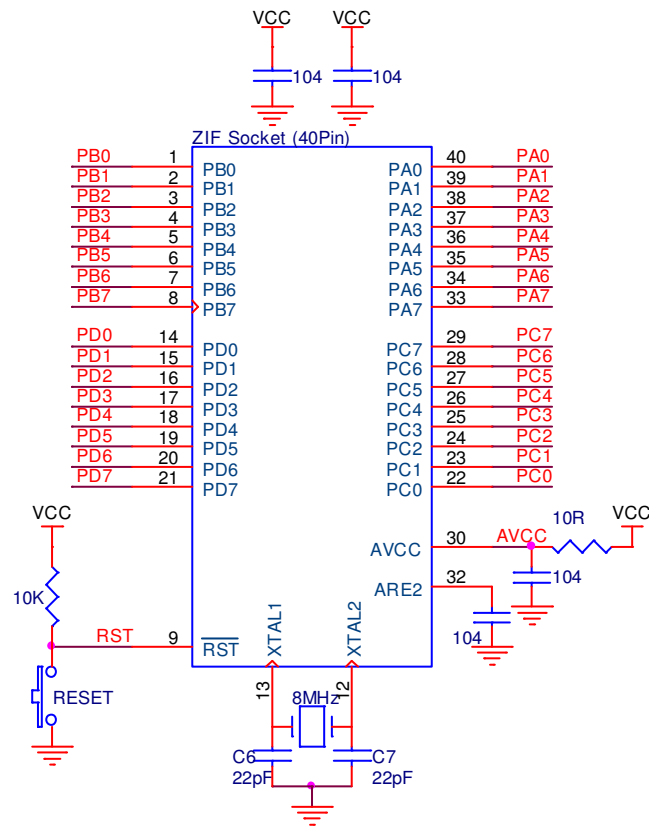 VCC VCC
104 104
ZIF Socket (40Pin)
PB0 1 PB0 PA0 40 PA0
PB1 2 PB1 PA1 39 PA1
PB2 3 PB2 PA2 38 PA2
PB3 4 PB3 PA3 37 PA3
PB4 5 PB4 PA4 36 PA4
PB5 6 PB5 PA5 35 PA5
PB6 7 PB6 PA6 34 PA6
PB7 8 PB7 PA7 33 PA7
PD0 14 PD0 PC7 29 PC7
PD1 15 PD1 PC6 28 PC6
PD2 16 PD2 PC5 27 PC5
PD3 17 PD3 PC4 26 PC4
PD4 18 PD4 PC3 25 PC3
PD5 19 PD5 PC2 24 PC2
PD6 20 PD6 PC1 23 PC1
PD7 21 PD7 PC0 22 PC0
VCC 10R VCC
AVCC 30 AVCC
104
10K
ARE2 32
104
RST 9 RST
XTAL1 XTAL2
13 12
RESET
8MHz
C6 C7
22pF 22pF